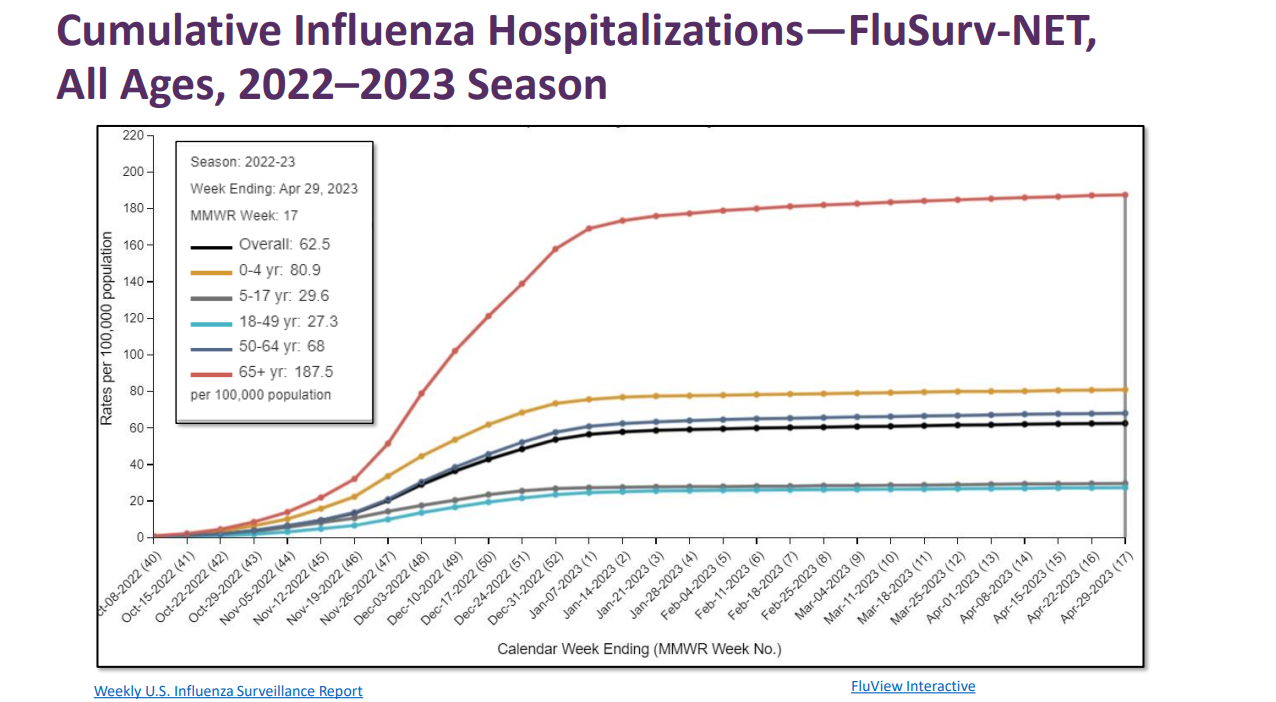 Cumulative Influenza Hospitalizations—FluSurv-NET,
All Ages, 2022–2023 Season
Rates per 100,000 population
220
200
180
160
140
120
100
80
60
40
20
0
Season: 2022-23
Week Ending: Apr 29, 2023
MMWR Week: 17
Overall: 62.5
0-4 yr: 80.9
5-17 yr: 29.6
18-49 yr: 27.3
50-64 yr: 68
65+ yr: 187.5
per 100,000 population
ct-08-2022 (40)
Oct-15-2022 (41)
Oct-22-2022 (42)
Oct-29-2022 (43)
Nov-05-2022 (44)
Nov-12-2022 (45)
Nov-19-2022 (46)
Nov-26-2022 (47)
Dec-03-2022 (48)
Dec-10-2022 (49)
Dec-17-2022 (50)
Dec-24-2022 (51)
Dec-31-2022 (52)
Jan-07-2023 (1)
Jan-14-2023 (2)
Jan-21-2023 (3)
Jan-28-2023 (4)
Feb-04-2023 (5)
Feb-11-2023 (6)
Feb-18-2023 (7)
Feb-25-2023 (8)
Mar-04-2023 (9)
Mar-11-2023 (10)
Mar-18-2023 (11)
Mar-25-2023 (12)
Apr-01-2023 (13)
Apr-08-2023 (14)
Apr-15-2023 (15)
Apr-22-2023 (16)
Apr-29-2023 (17)
Calendar Week Ending (MMWR Week No.)
Weekly U.S. Influenza Surveillance Report
FluView Interactive